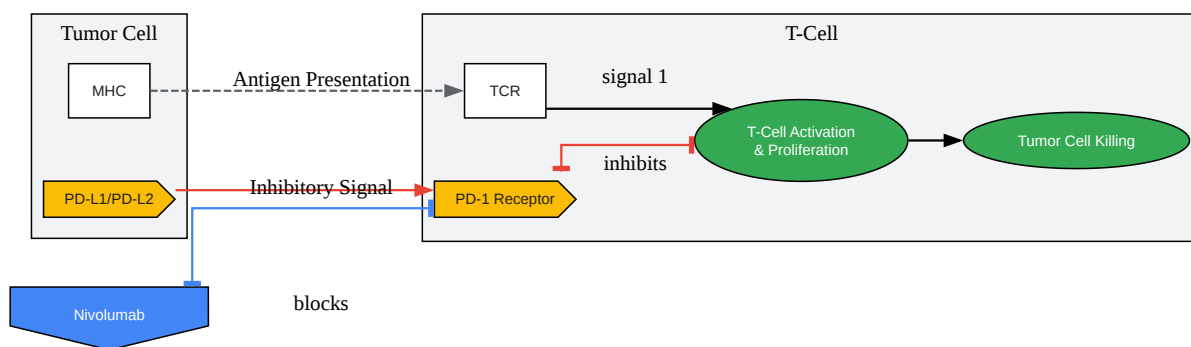 Tumor Cell
T-Cell
MHC
Antigen Presentation
TCR
signal 1
T-Cell Activation
& Proliferation
Tumor Cell Killing
inhibits
PD-L1/PD-L2
Inhibitory Signal
PD-1 Receptor
blocks
Nivolumab